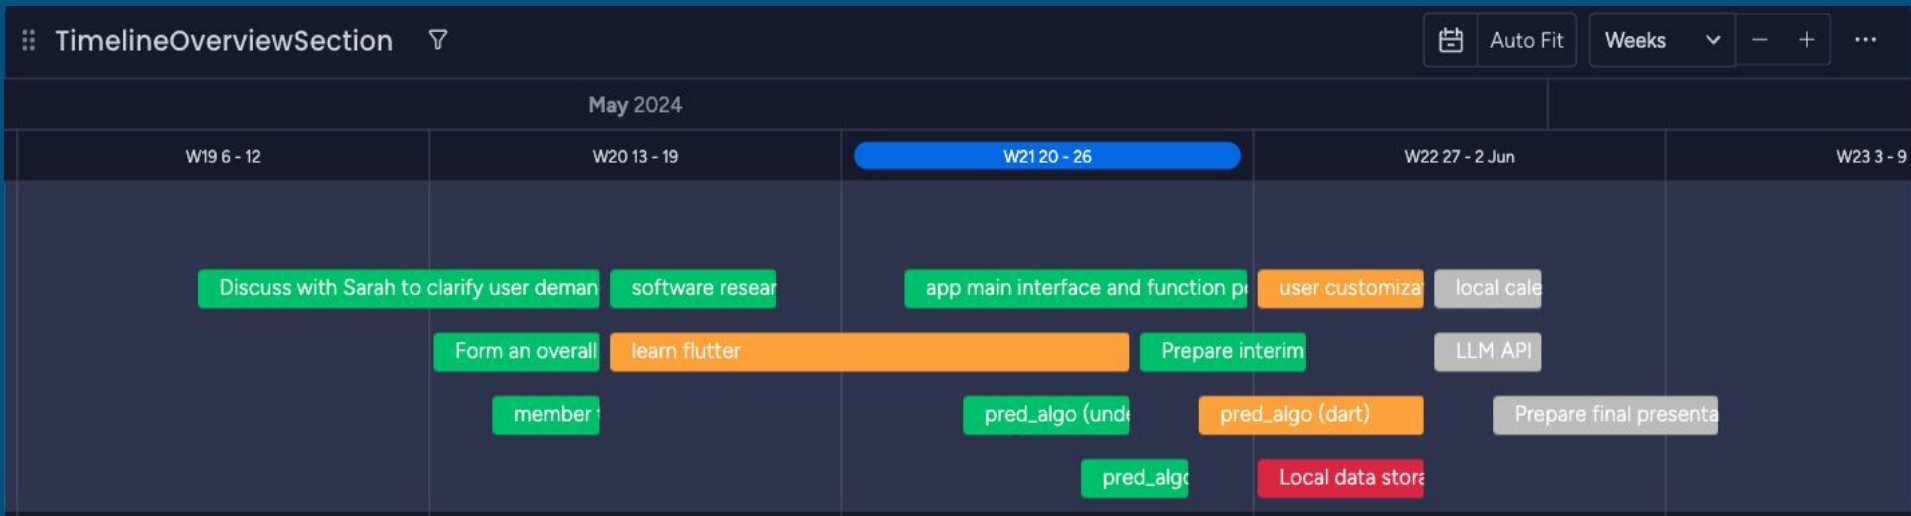 TimelineOverviewSection
Auto Fit
Weeks
May 2024
W19 6 - 12
W20 13 - 19
W21 20 - 26
W22 27 - 2 Jun
W23 3 - 9
Discuss with Sarah to clarify user deman
software resear
app main interface and function
user customiza
local cale
Form an overall
learn flutter
Prepare interim
LLM API
member
pred_algo (unde
pred_algo (dart)
Prepare final presenta
pred_algo
Local data stora